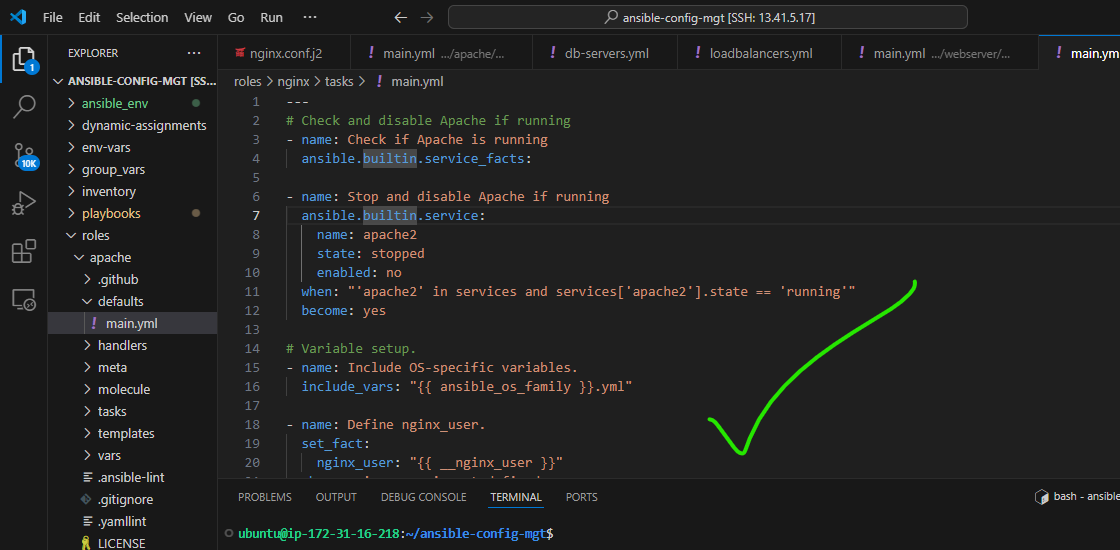 File Edit Selection View Go Run ··· ← → ansible-config-mgt [SSH: 13.41.5.17]
EXPLORER ···
ANSIBLE-CONFIG-MGT [SS...
ansible_env
dynamic-assignments
env-vars
group_vars
inventory
playbooks
roles
apache
.github
defaults
! main.yml
handlers
meta
molecule
tasks
templates
vars
.ansible-lint
.gitignore
.yamllint
LICENSE
1
10K
nginx.conf.j2 ! main.yml .../apache/... ! db-servers.yml ! loadbalancers.yml ! main.yml .../webserver/... ! main.ym
roles > nginx > tasks > ! main.yml
1 ---
2 # Check and disable Apache if running
3 - name: Check if Apache is running
4 ansible.builtin.service_facts:
5
6 - name: Stop and disable Apache if running
7 ansible.builtin.service:
8 name: apache2
9 state: stopped
10 enabled: no
11 when: "'apache2' in services and services['apache2'].state == 'running'"
12 become: yes
13
14 # Variable setup.
15 - name: Include OS-specific variables.
16 include_vars: "{{ ansible_os_family }}.yml"
17
18 - name: Define nginx_user.
19 set_fact:
20 nginx_user: "{{ __nginx_user }}"
PROBLEMS OUTPUT DEBUG CONSOLE TERMINAL PORTS bash - ansible
ubuntu@ip-172-31-16-218:~/ansible-config-mgt$